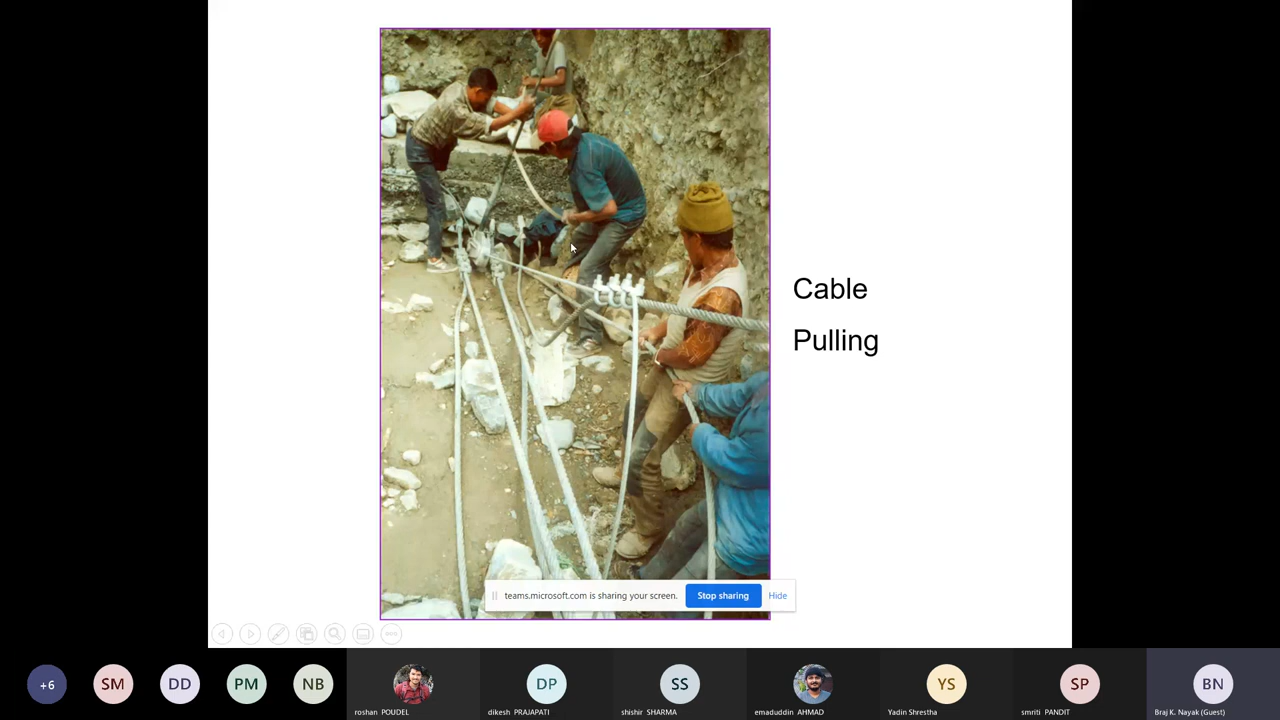 Cable
Pulling
teams.microsoft.com is sharing your screen.
Stop sharing
Hide
+6
SM
DD
PM
NB
DP
SS
YS
SP
BN
roshan POUDEL
dikesh PRAJAPATI
shishir SHARMA
emaduddin AHMAD
Yadin Shrestha
smriti PANDIT
Braj K. Nayak (Guest)